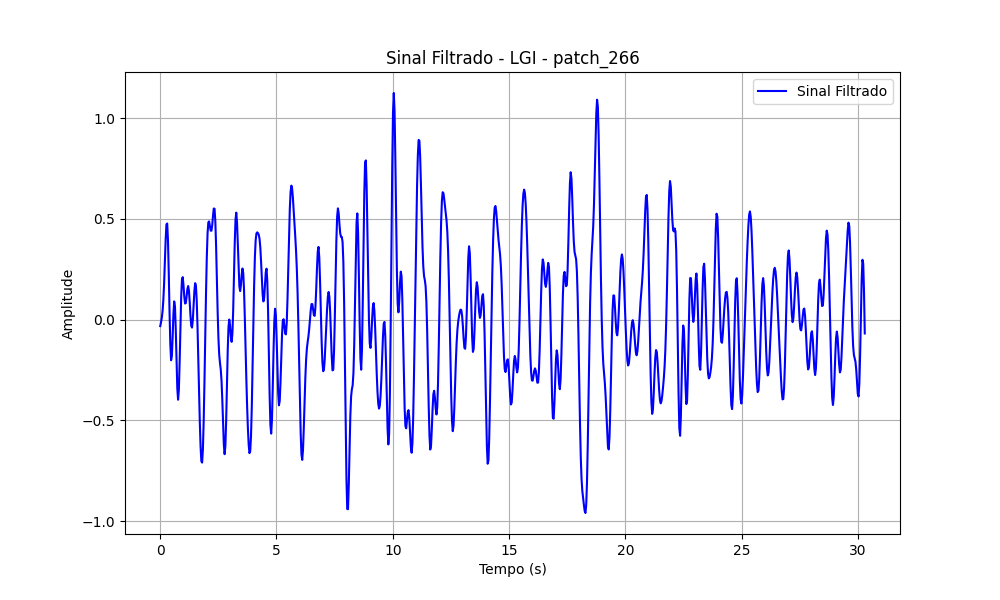 Sinal Filtrado - LGI - patch_266
Sinal Filtrado
Amplitude
1.0
0.5
0.0
−0.5
−1.0
0 5 10 15 20 25 30
Tempo (s)